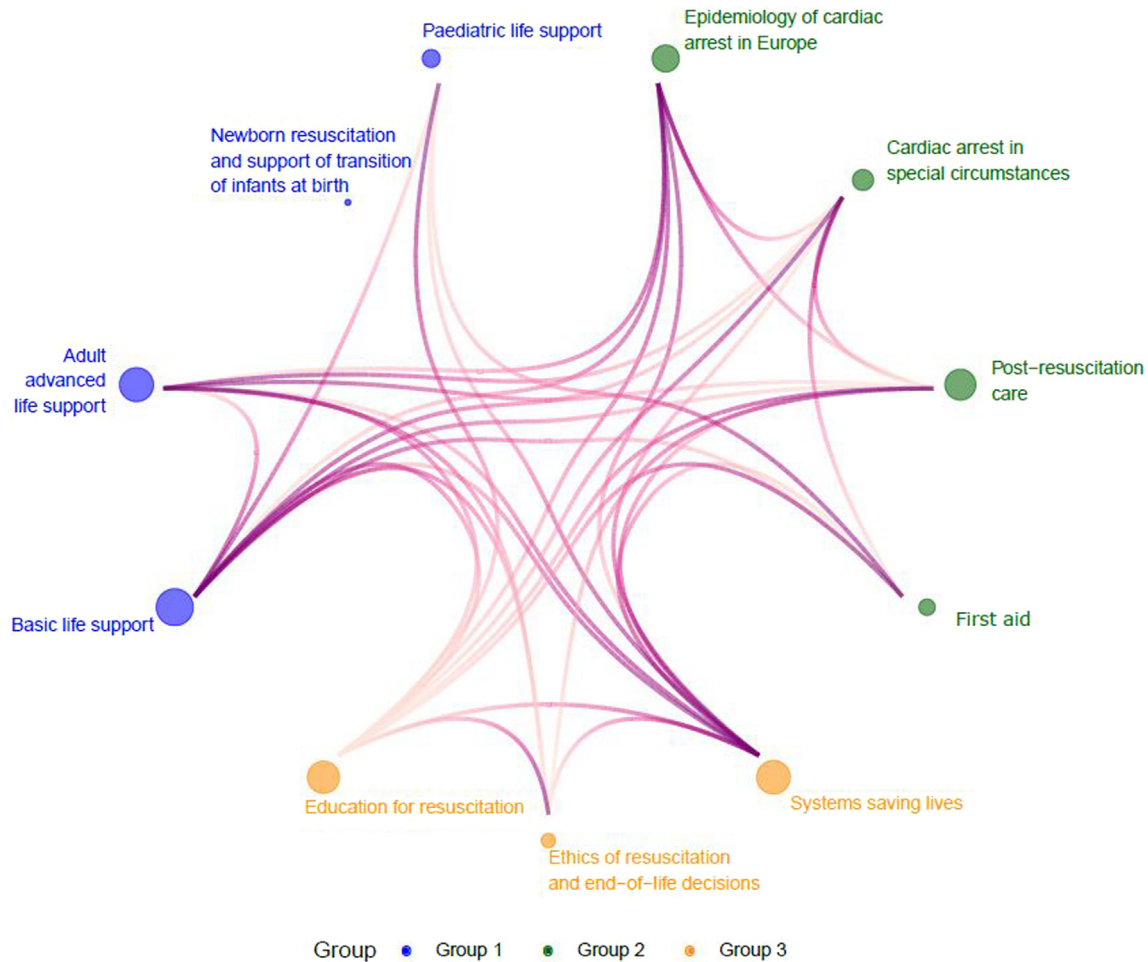 Epidemiology of cardiac
arrest in Europe
Paediatric life support
Newborn resuscitation
and support of transition
of infants at birth
Cardiac arrest in
special circumstances
Adult
advanced
life support
Post−resuscitation
care
Basic life support
First aid
Education for resuscitation
Systems saving lives
Ethics of resuscitation
and end−of−life decisions
Group Group 1 Group 2 Group 3